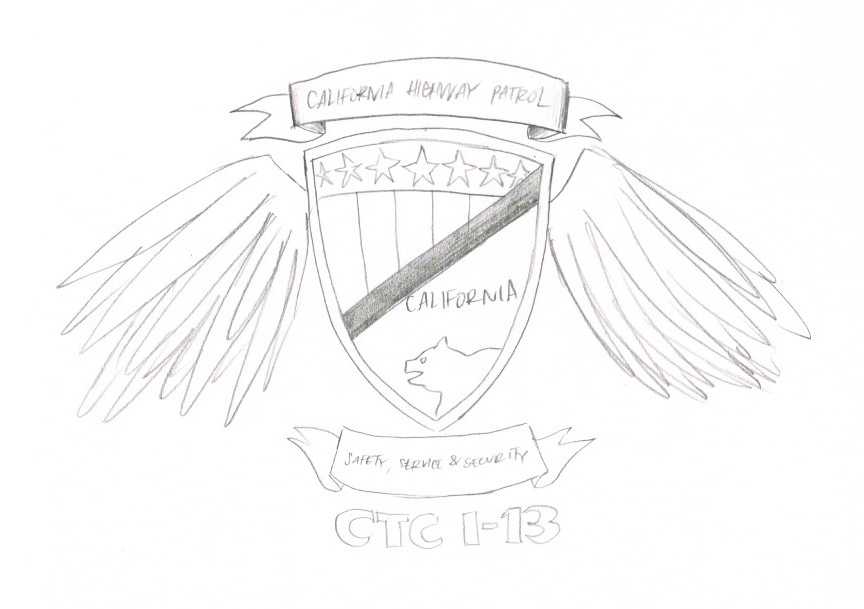 CALIFORNIA HIGHWAY PATROL
CALIFORNIA
SAFETY, SERVICE & SECURITY
CTC I-13